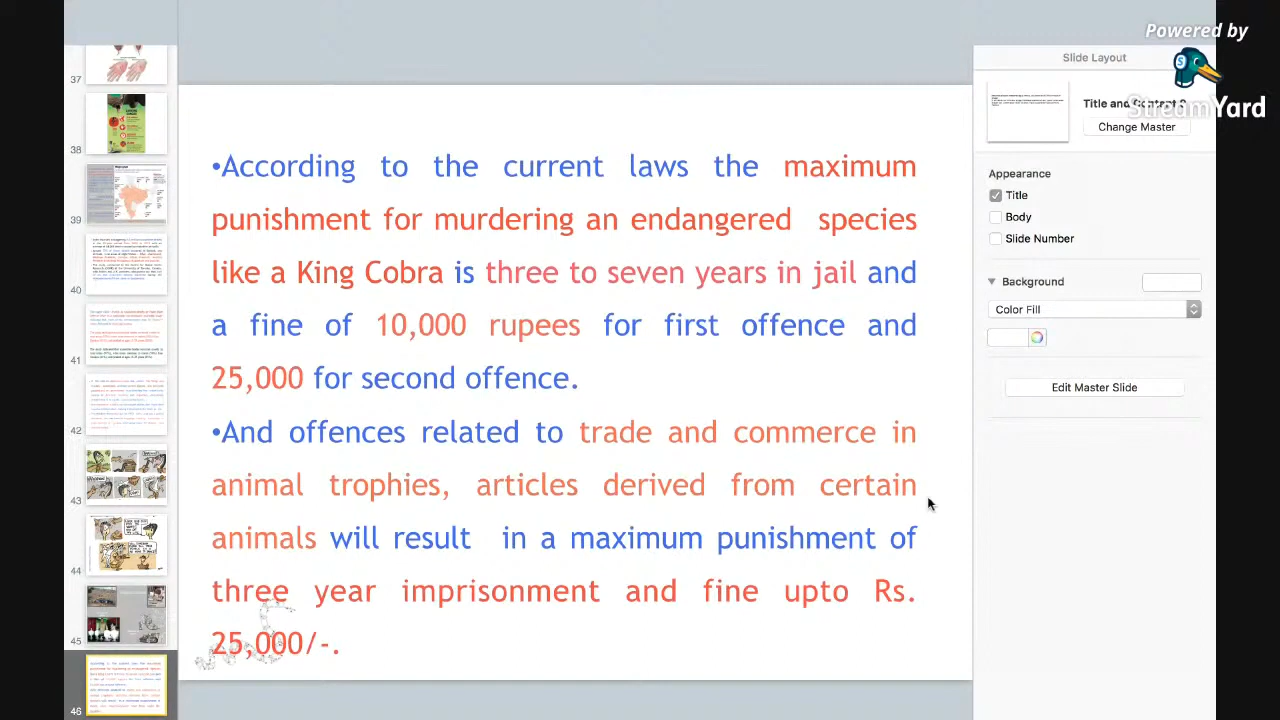 Powered by
StreamYard
37
38
39
40
41
42
43
44
45
46
•According to the current laws the maximum
punishment for murdering an endangered species
like a King Cobra is three to seven years in jail and
a fine of 10,000 rupees for first offence and
25,000 for second offence.
•And offences related to trade and commerce in
animal trophies, articles derived from certain
animals will result in a maximum punishment of
three year imprisonment and fine upto Rs.
25,000/-.
Slide Layout
Title and
Change Master
Appearance
Title
Body
Slide Number
Background
Color Fill
Edit Master Slide